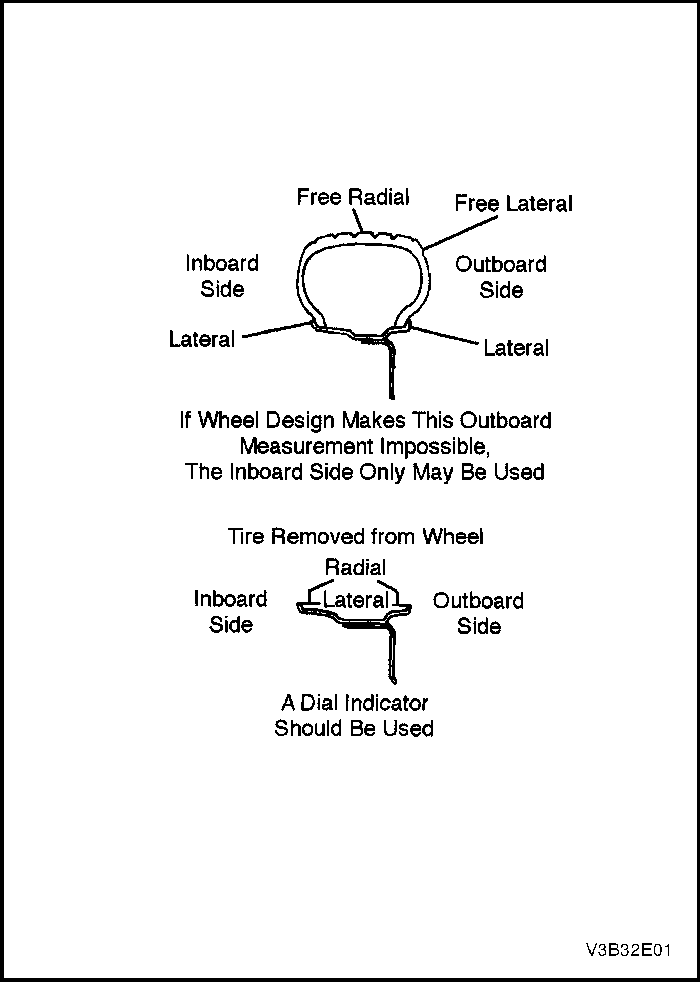 Free Radial
Free Lateral
Inboard
Side
Outboard
Side
Lateral
Lateral
If Wheel Design Makes This Outboard
Measurement Impossible,
The Inboard Side Only May Be Used
Tire Removed from Wheel
Radial
Inboard
Side
Lateral
Outboard
Side
A Dial Indicator
Should Be Used
V3B32E01